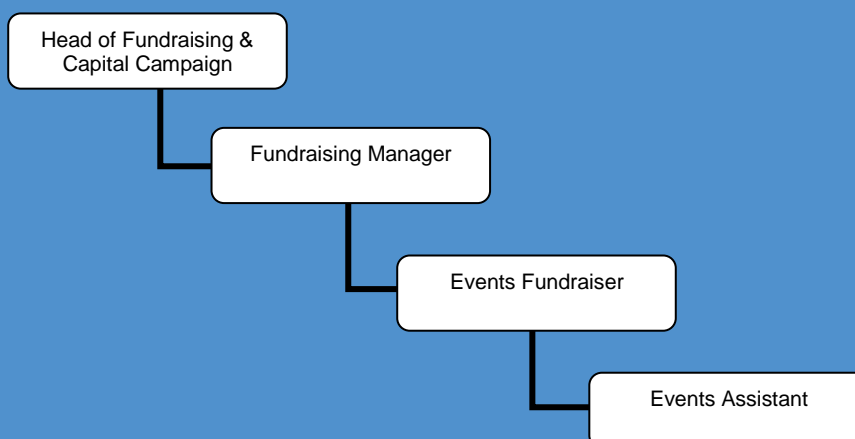 Head of Fundraising &
Capital Campaign
Fundraising Manager
Events Fundraiser
Events Assistant